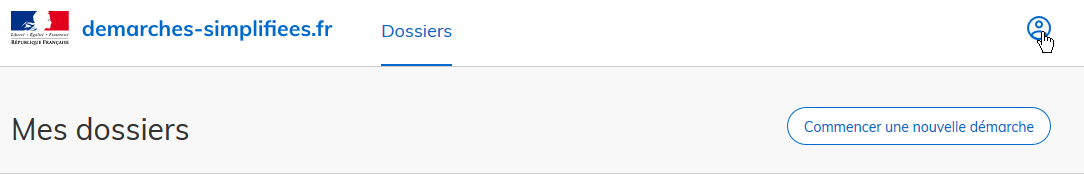 Liberté • Égalité • Fraternité
RÉPUBLIQUE FRANÇAISE
demarches-simplifiees.fr
Dossiers
Mes dossiers
Commencer une nouvelle démarche